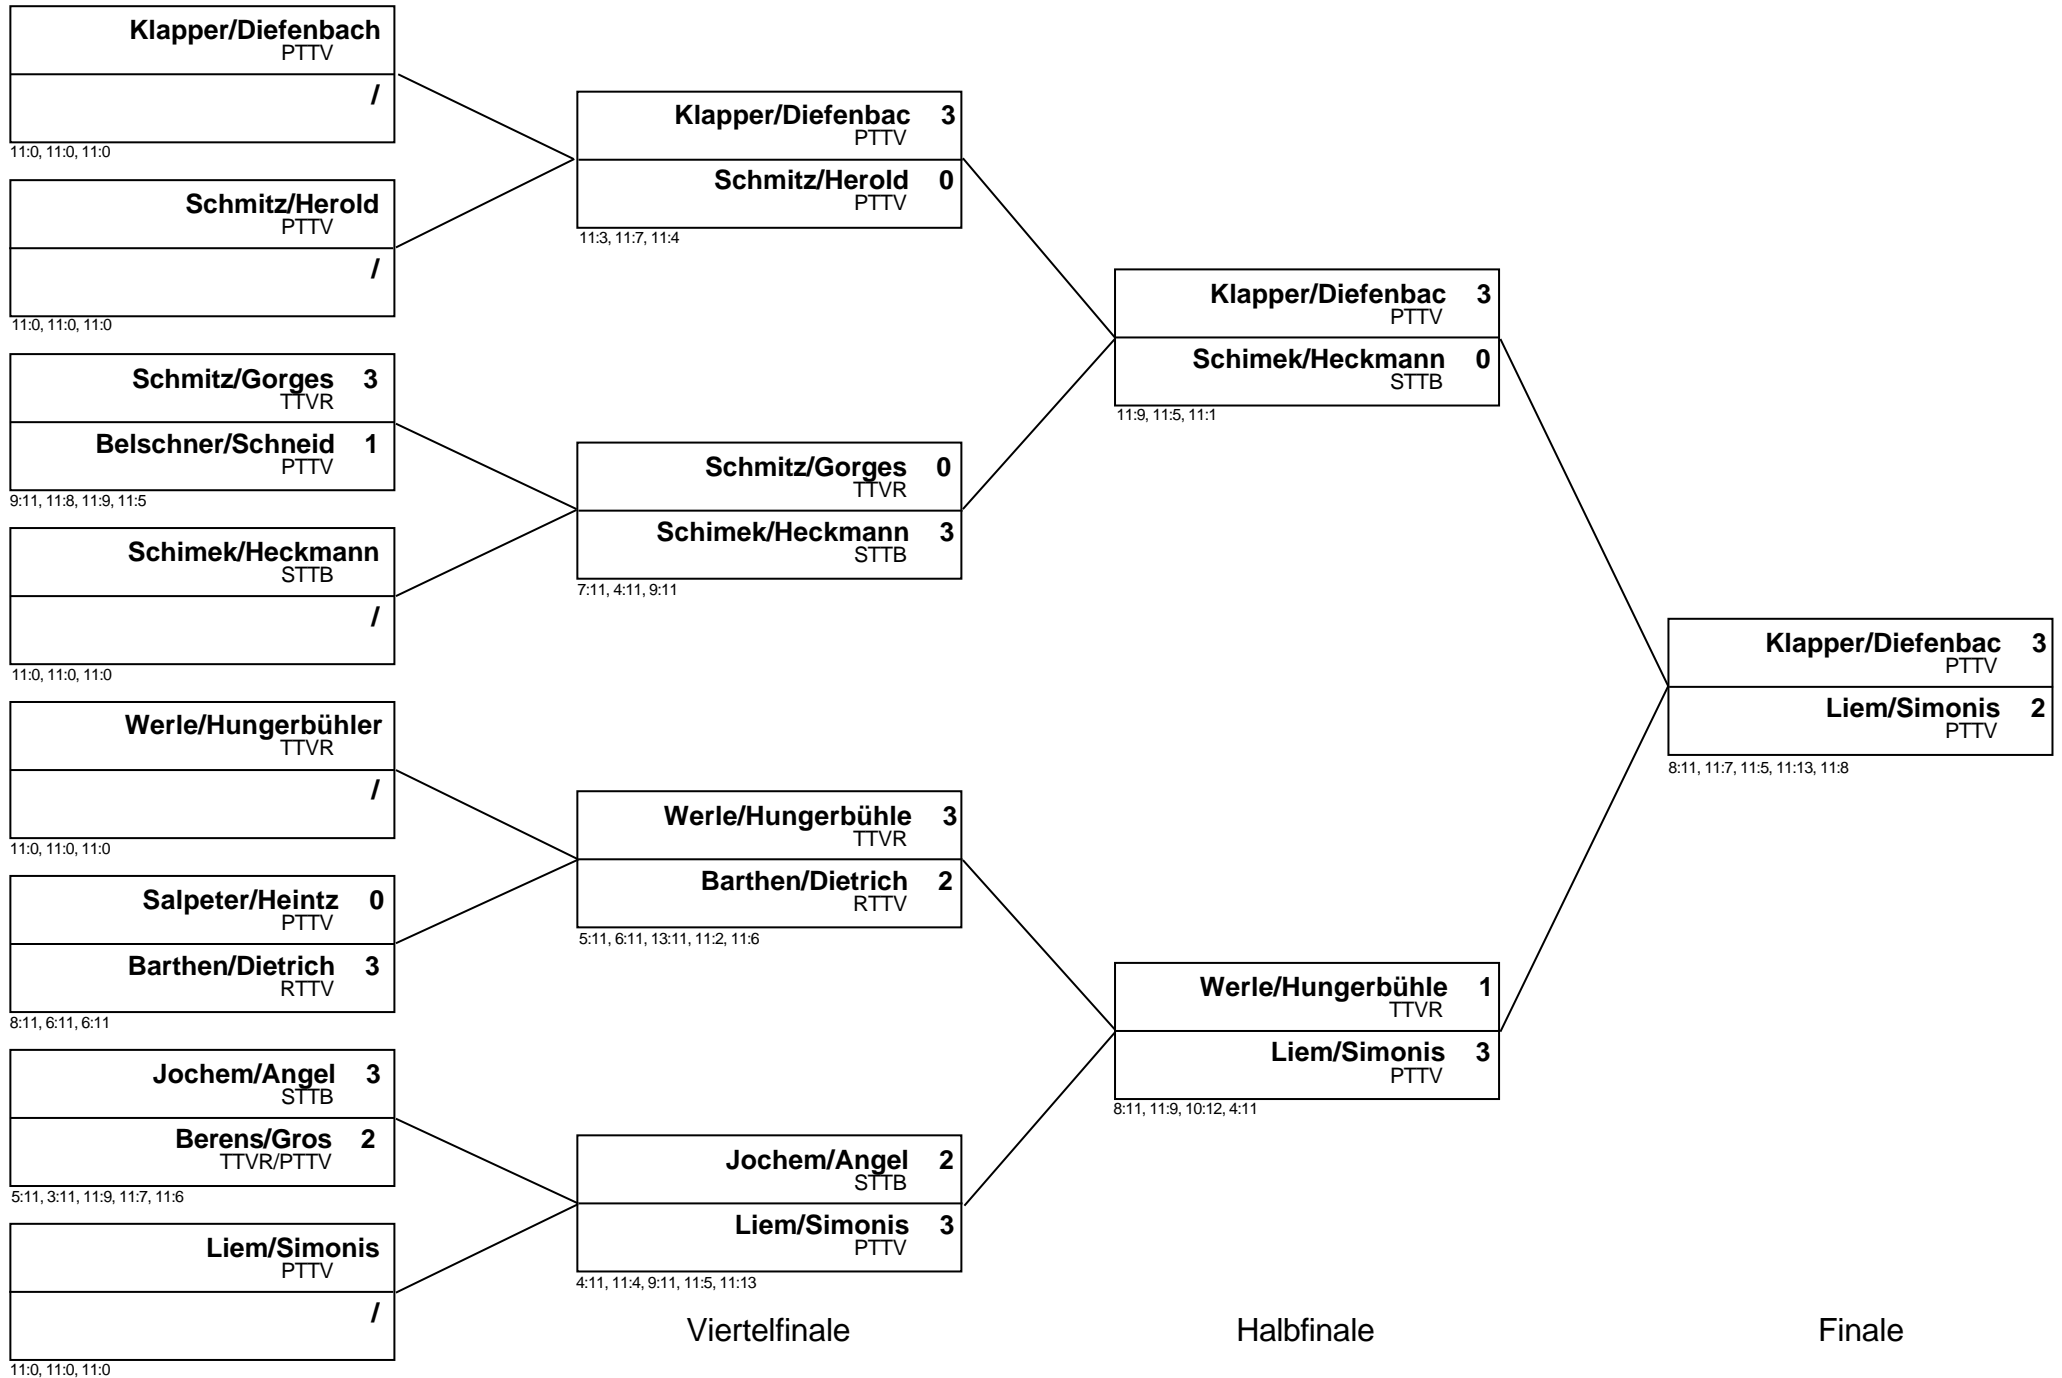 Klapper/Diefenbach
PTTV
/
11:0, 11:0, 11:0
Schmitz/Herold
PTTV
/
11:0, 11:0, 11:0
Schmitz/Gorges 3
TTVR
Belschner/Schneid 1
PTTV
9:11, 11:8, 11:9, 11:5
Schimek/Heckmann
STTB
/
11:0, 11:0, 11:0
Werle/Hungerbühler
TTVR
/
11:0, 11:0, 11:0
Salpeter/Heintz 0
PTTV
Barthen/Dietrich 3
RTTV
8:11, 6:11, 6:11
Jochem/Angel 3
STTB
Berens/Gros 2
TTVR/PTTV
5:11, 3:11, 11:9, 11:7, 11:6
Liem/Simonis
PTTV
/
11:0, 11:0, 11:0
Klapper/Diefenbac 3
PTTV
Schmitz/Herold 0
PTTV
11:3, 11:7, 11:4
Schmitz/Gorges 0
TTVR
Schimek/Heckmann 3
STTB
7:11, 4:11, 9:11
Werle/Hungerbühle 3
TTVR
Barthen/Dietrich 2
RTTV
5:11, 6:11, 13:11, 11:2, 11:6
Jochem/Angel 2
STTB
Liem/Simonis 3
PTTV
4:11, 11:4, 9:11, 11:5, 11:13
Viertelfinale
Klapper/Diefenbac 3
PTTV
Schimek/Heckmann 0
STTB
11:9, 11:5, 11:1
Werle/Hungerbühle 1
TTVR
Liem/Simonis 3
PTTV
8:11, 11:9, 10:12, 4:11
Halbfinale
Klapper/Diefenbac 3
PTTV
Liem/Simonis 2
PTTV
8:11, 11:7, 11:5, 11:13, 11:8
Finale